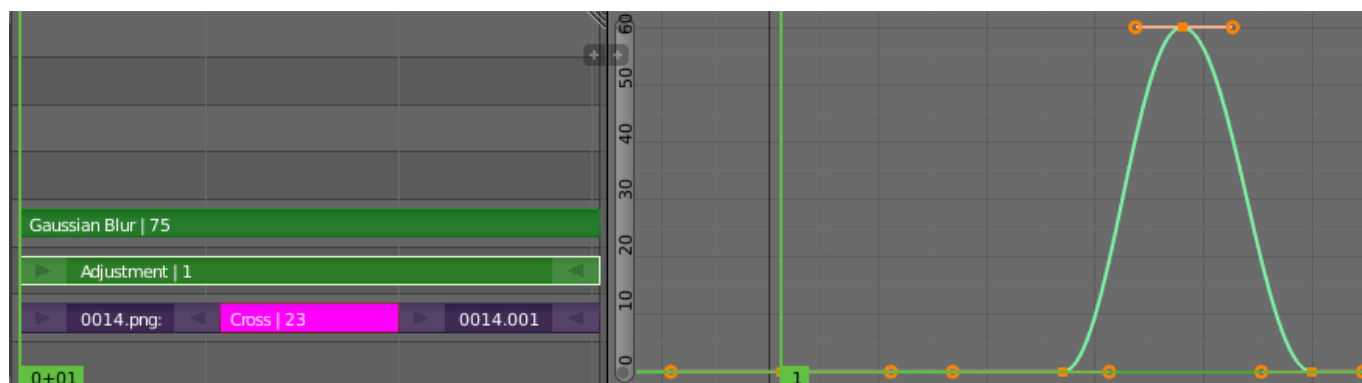 60
50
40
30
20
10
0
Gaussian Blur | 75
Adjustment | 1
0014.png:
Cross | 23
0014.001
0+01
1